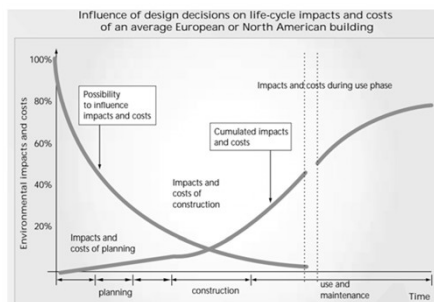 Influence of design decisions on life-cycle impacts and costs
of an average European or North American building
100%
80%
60%
40%
20%
Environmental impacts and costs
Possibility
to influence
impacts and costs
Impacts and costs during use phase
Cumulated impacts
and costs
Impacts and
costs of
construction
Impacts and
costs of planning
planning
construction
use and
maintenance
Time